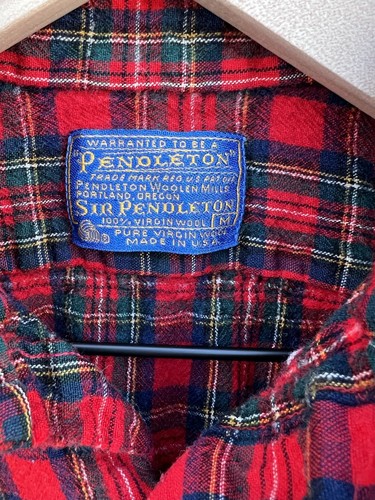 WARRANTED TO BE A
"PENDLETON"
TRADE MARK REG. U.S. PAT. OFF.
PENDLETON WOOLEN MILLS
PORTLAND, OREGON
SIR PENDLETON
100% VIRGIN WOOL M
PURE VIRGIN WOOL
MADE IN U.S.A.